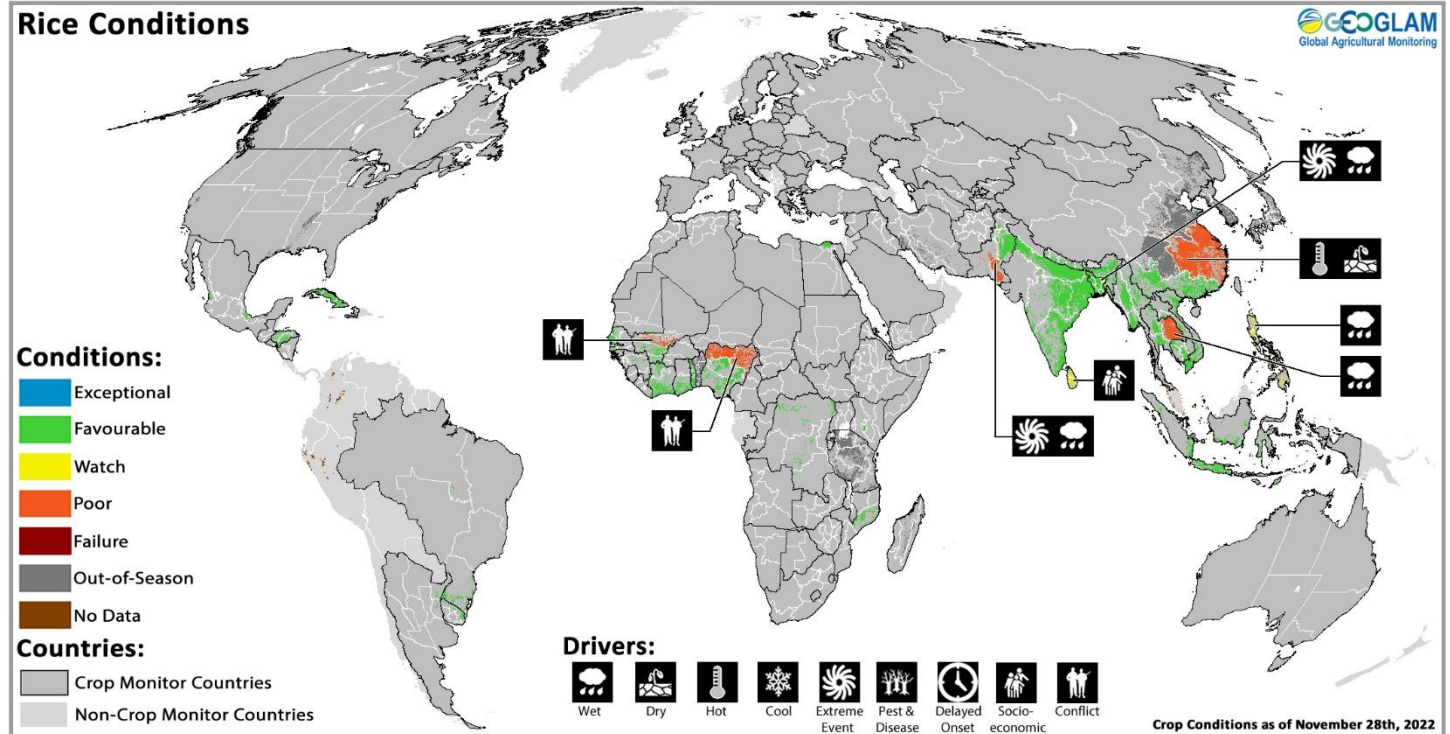 Rice Conditions
GEOGLAM
Global Agricultural Monitoring
Conditions:
Exceptional
Favourable
Watch
Poor
Failure
Out-of-Season
No Data
Countries:
Crop Monitor Countries
Non-Crop Monitor Countries
Drivers:
Wet
Dry
Hot
Cool
Extreme
Event
Pest &
Disease
Delayed
Onset
Socio-
economic
Conflict
Crop Conditions as of November 28th, 2022